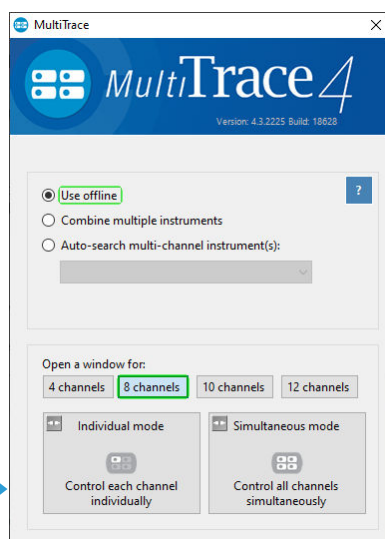 MultiTrace
MultiTrace 4
Version: 4.3.2225 Build: 18628
Use offline
?
Combine multiple instruments
Auto-search multi-channel instrument(s):
Open a window for:
4 channels 8 channels 10 channels 12 channels
Individual mode
Control each channel
individually
Simultaneous mode
Control all channels
simultaneously